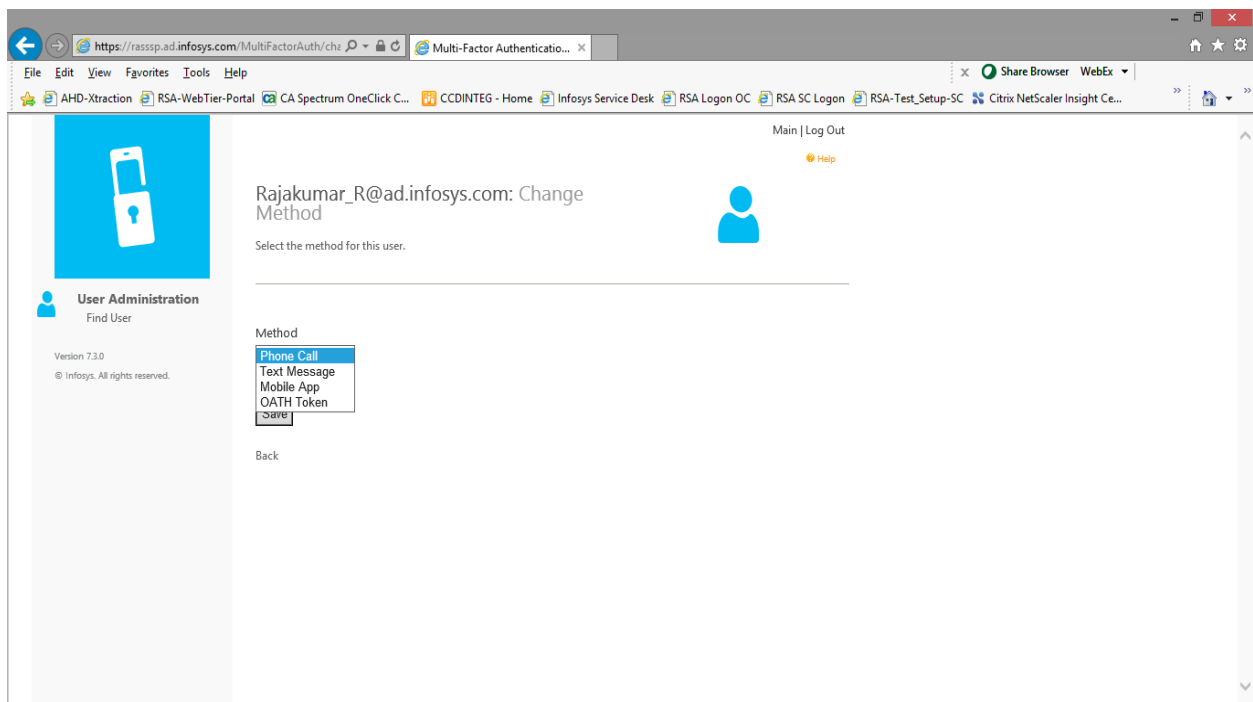 https://rasssp.ad.infosys.com/MultiFactorAuth/cha
Multi-Factor Authenticatio...
File Edit View Favorites Tools Help
x Share Browser WebEx
AHD-Xtraction RSA-WebTier-Portal CA Spectrum OneClick C... CCDINTEG - Home Infosys Service Desk RSA Logon OC RSA SC Logon RSA-Test_Setup-SC Citrix NetScaler Insight Ce...
Main | Log Out
Help
Rajakumar_R@ad.infosys.com: Change
Method
Select the method for this user.
User Administration
Find User
Version 7.3.0
© Infosys. All rights reserved.
Method
Phone Call
Text Message
Mobile App
OATH Token
Save
Back